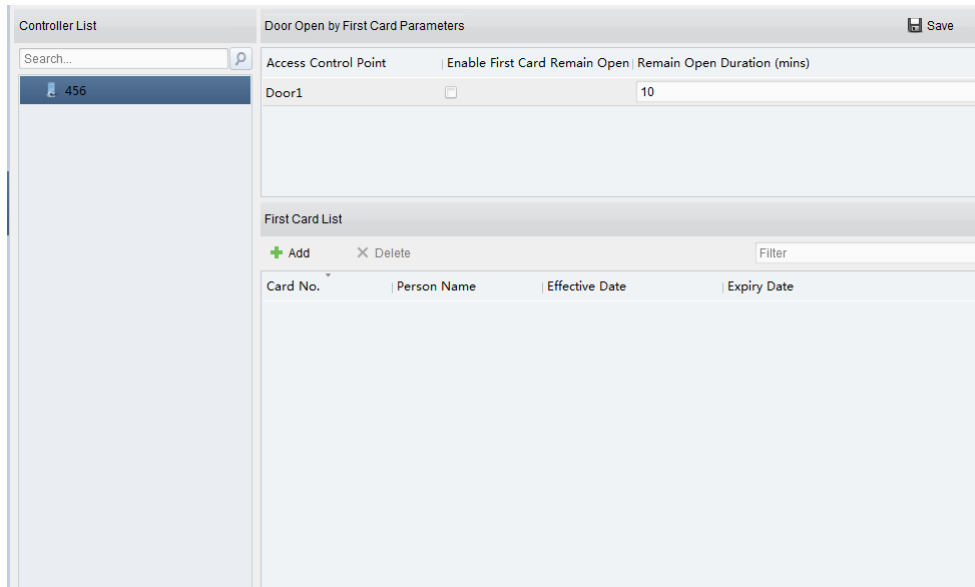 Controller List
Search...
456
Door Open by First Card Parameters
Save
Access Control Point Enable First Card Remain Open Remain Open Duration (mins)
Door1 10
First Card List
Add Delete Filter
Card No. Person Name Effective Date Expiry Date